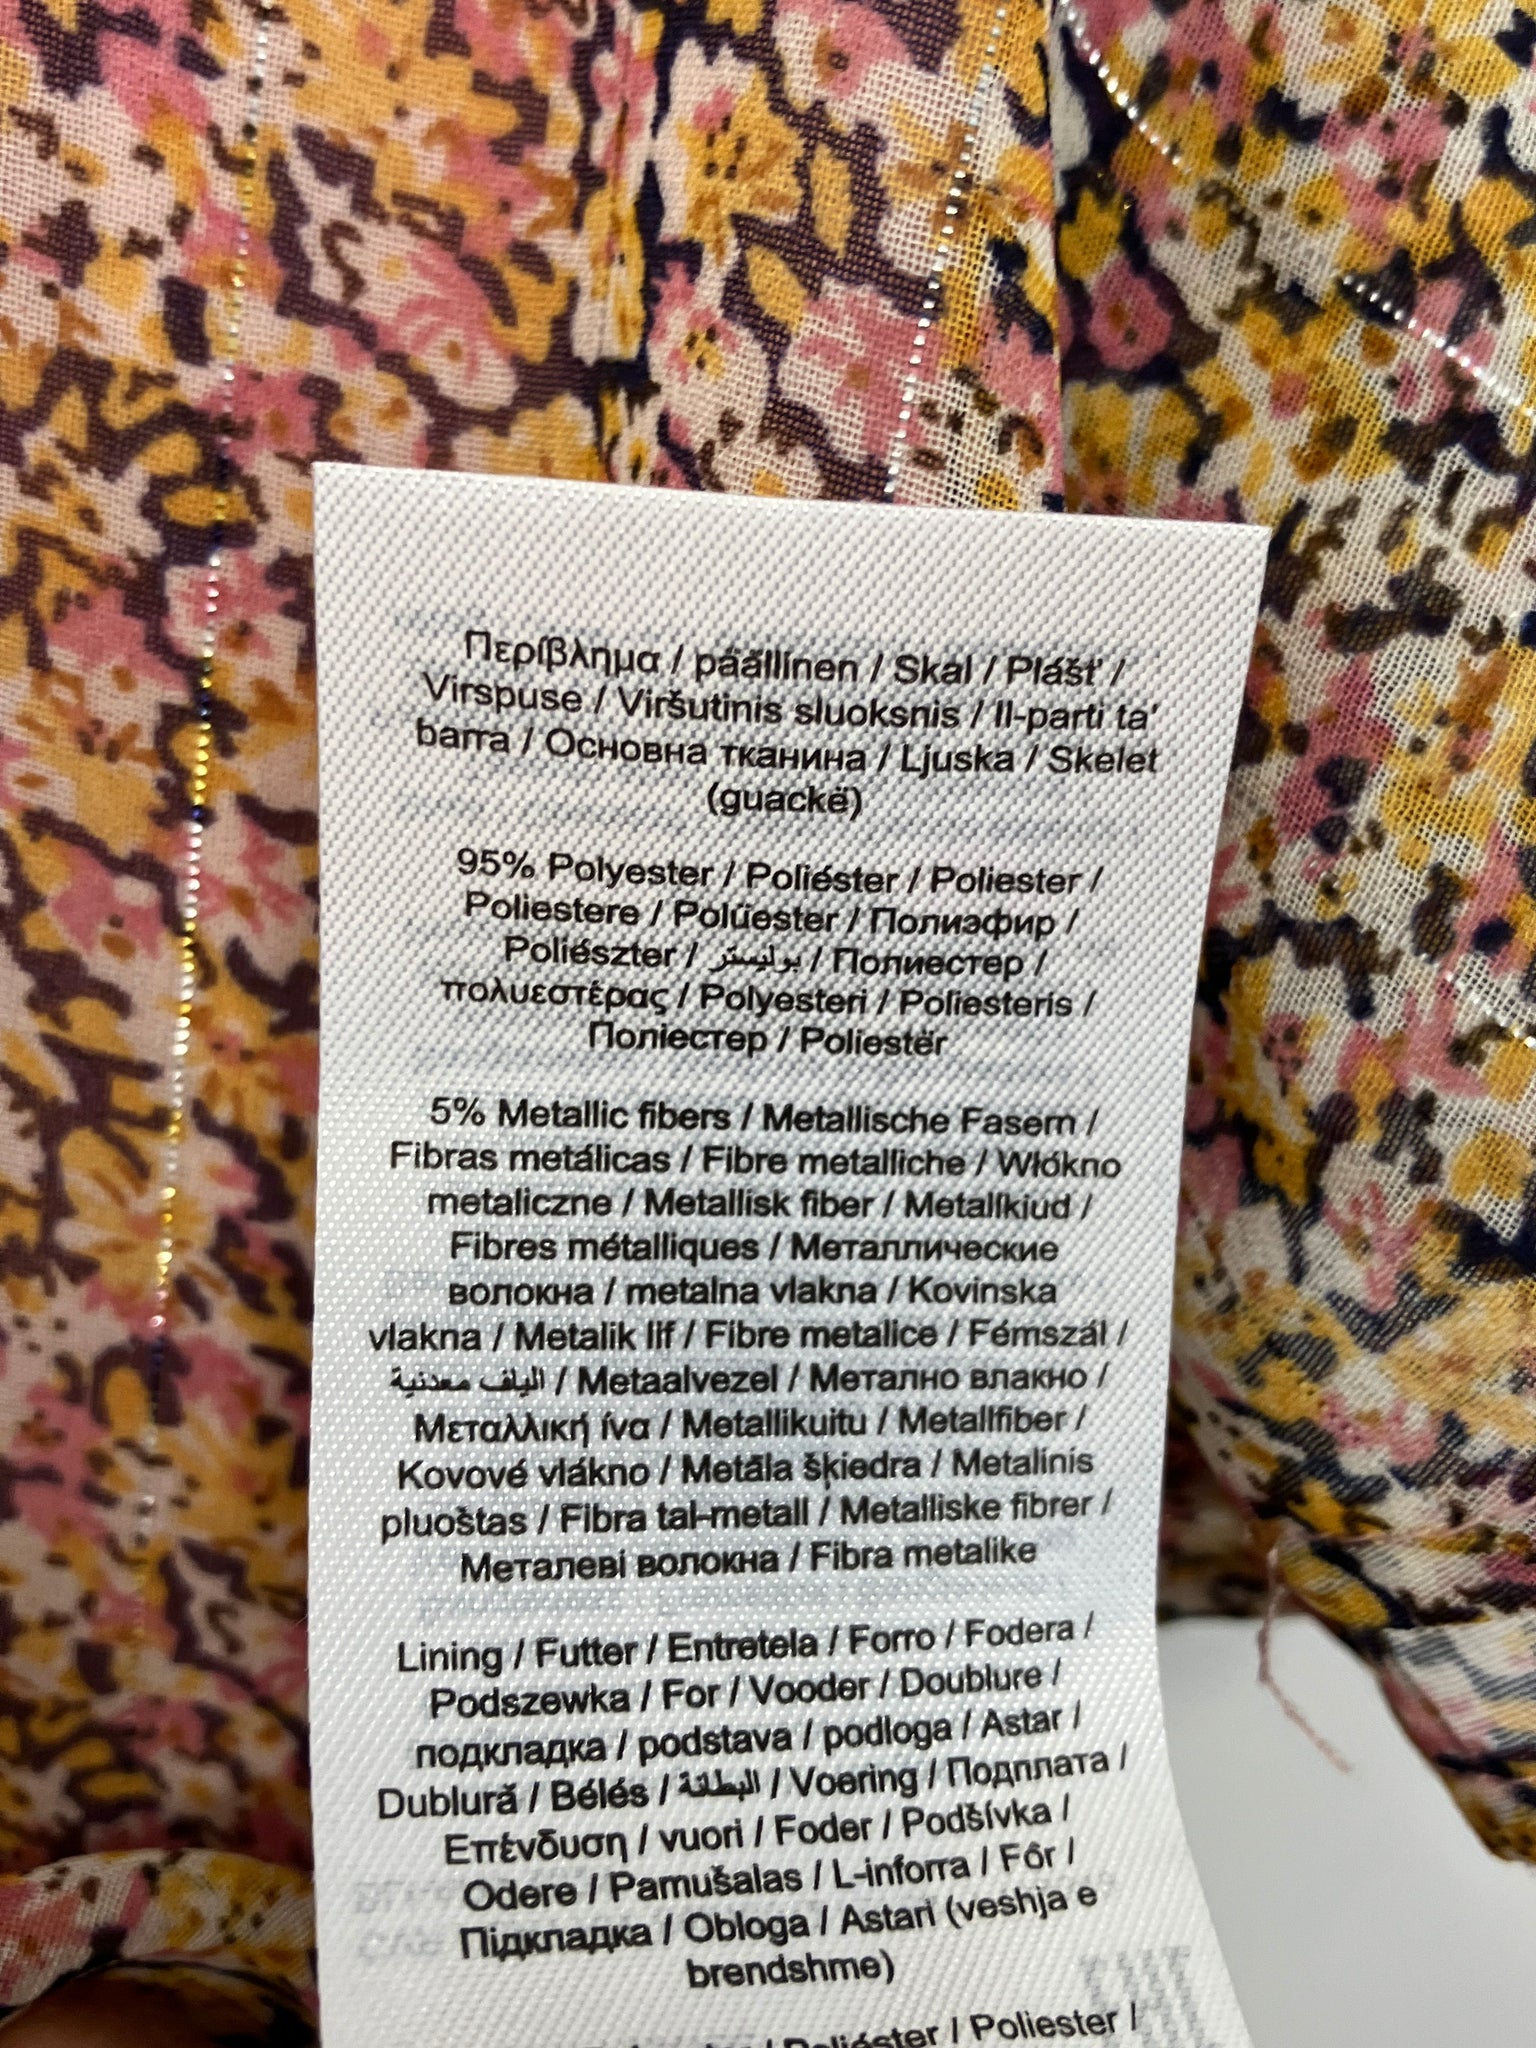 Περίβλημα / päällinen / Skal / Plášť /
Virspuse / Viršutinis sluoksnis / Il-parti ta'
barra / Основна тканина / Ljuska / Skelet
(guackë)
95% Polyester / Poliéster / Poliester /
Poliestere / Polüester / Полиэфир /
Poliészter / بوليستر / Полиестер /
πολυεστέρας / Polyesteri / Poliesteris /
Поліестер / Poliestër
5% Metallic fibers / Metallische Fasern /
Fibras metálicas / Fibre metalliche / Włókno
metaliczne / Metallisk fiber / Metallkiud /
Fibres métalliques / Металлические
волокна / metalna vlakna / Kovinska
vlakna / Metalik lif / Fibre metalice / Fémszál /
الياف معدنية / Metaalvezel / Метално влакно /
Μεταλλική ίνα / Metallikuitu / Metallfiber /
Kovové vlákno / Metāla šķiedra / Metalinis
pluoštas / Fibra tal-metall / Metalliske fibrer /
Металеві волокна / Fibra metalike
Lining / Futter / Entretela / Forro / Fodera /
Podszewka / For / Vooder / Doublure /
подкладка / podstava / podloga / Astar /
Dublură / Bélés / البطانة / Voering / Подплата /
Επένδυση / vuori / Foder / Podšívka /
Odere / Pamušalas / L-inforra / Fôr /
Підкладка / Obloga / Astari (veshja e
brendshme)
/ Poliéster / Poliester /